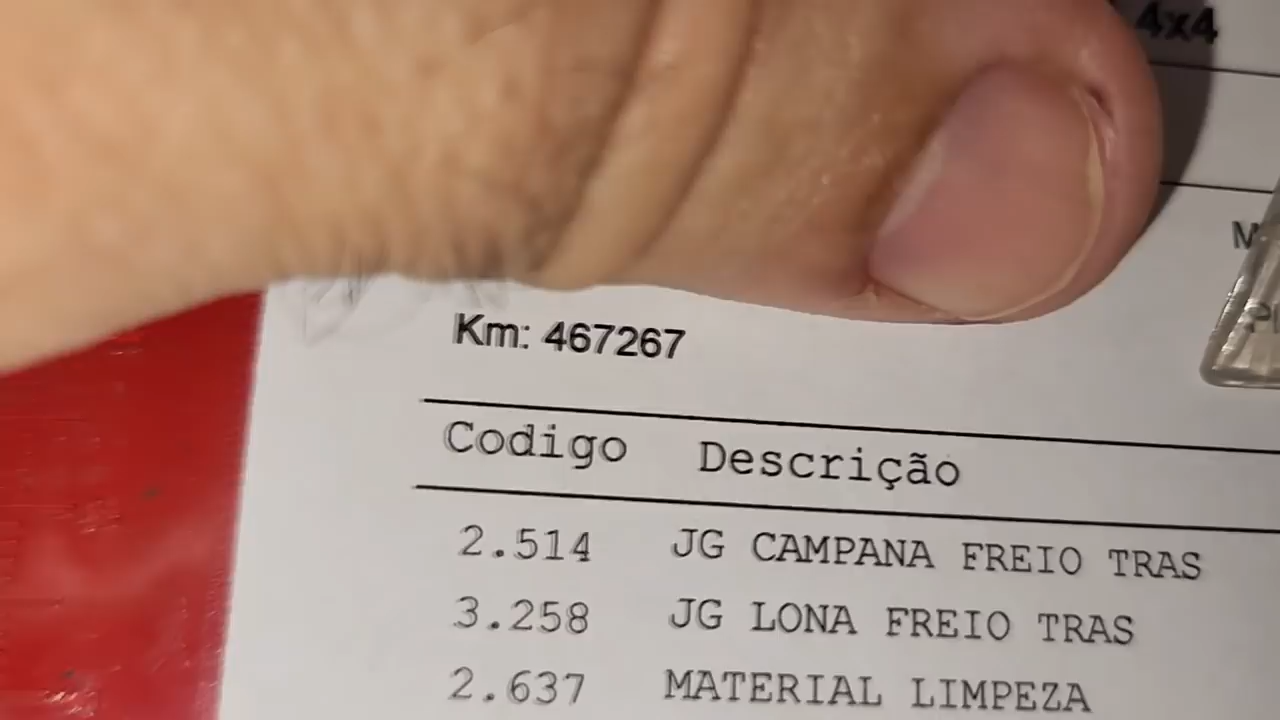 4x4
Km: 467267
Codigo Descrição
2.514 JG CAMPANA FREIO TRAS
3.258 JG LONA FREIO TRAS
2.637 MATERIAL LIMPEZA